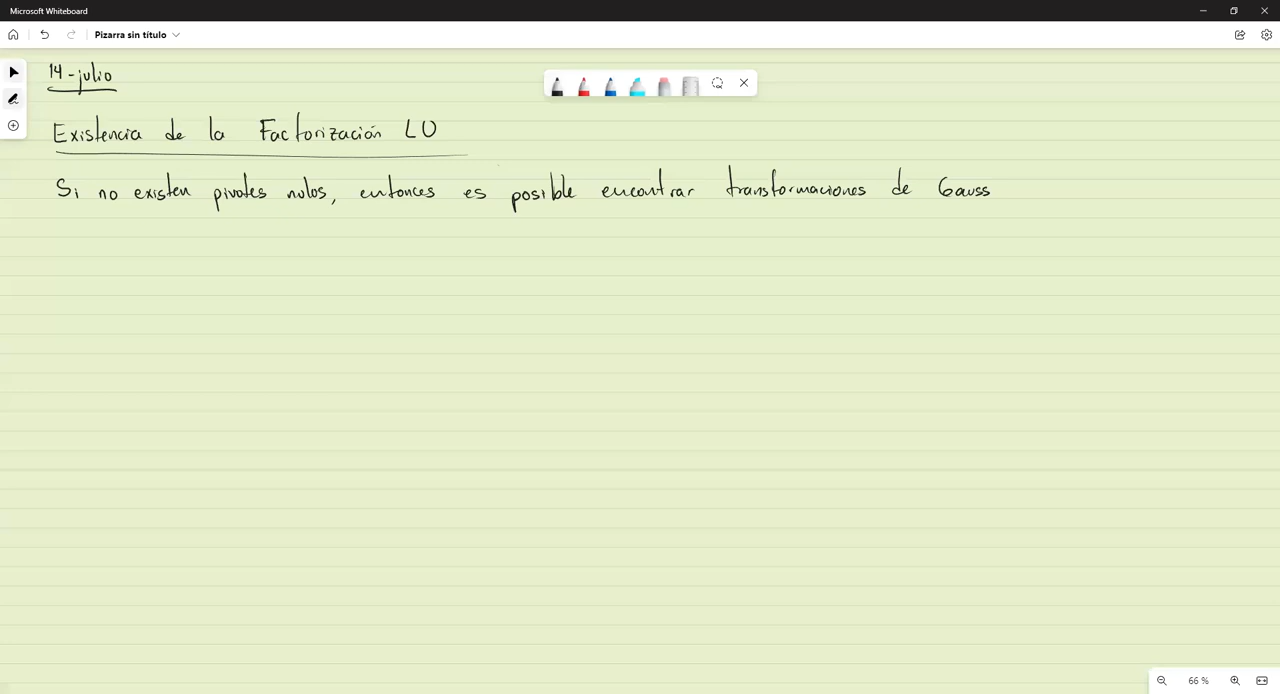 Microsoft Whiteboard
Pizarra sin título
14-julio
Existencia de la Factorización LU
Si no existen pivotes nulos, entonces es posible encontrar transformaciones de Gauss
66 %